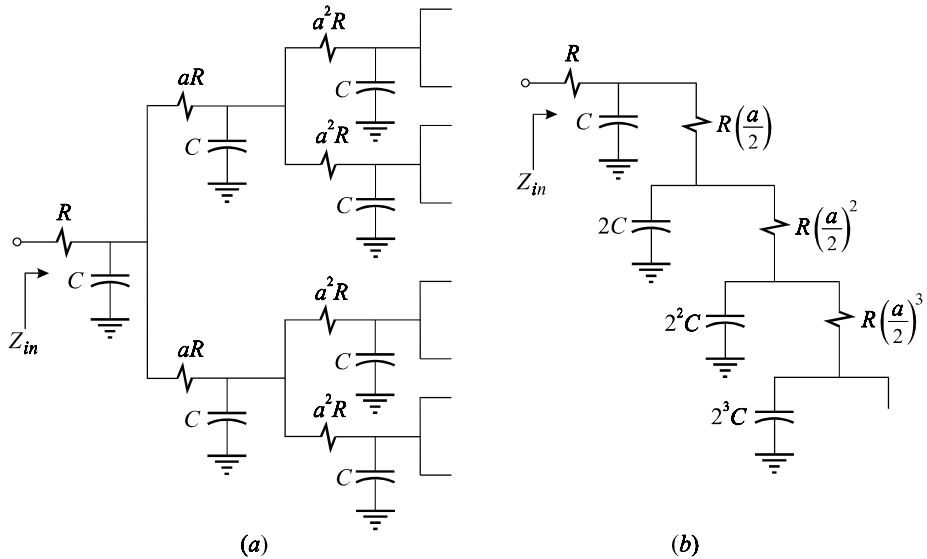 a²R
C
aR
C
a²R
C
R
C
Z_in
a²R
C
aR
C
a²R
C
(a)
R
C
R(a/2)
Z_in
2C
R(a/2)²
2²C
R(a/2)³
2³C
(b)